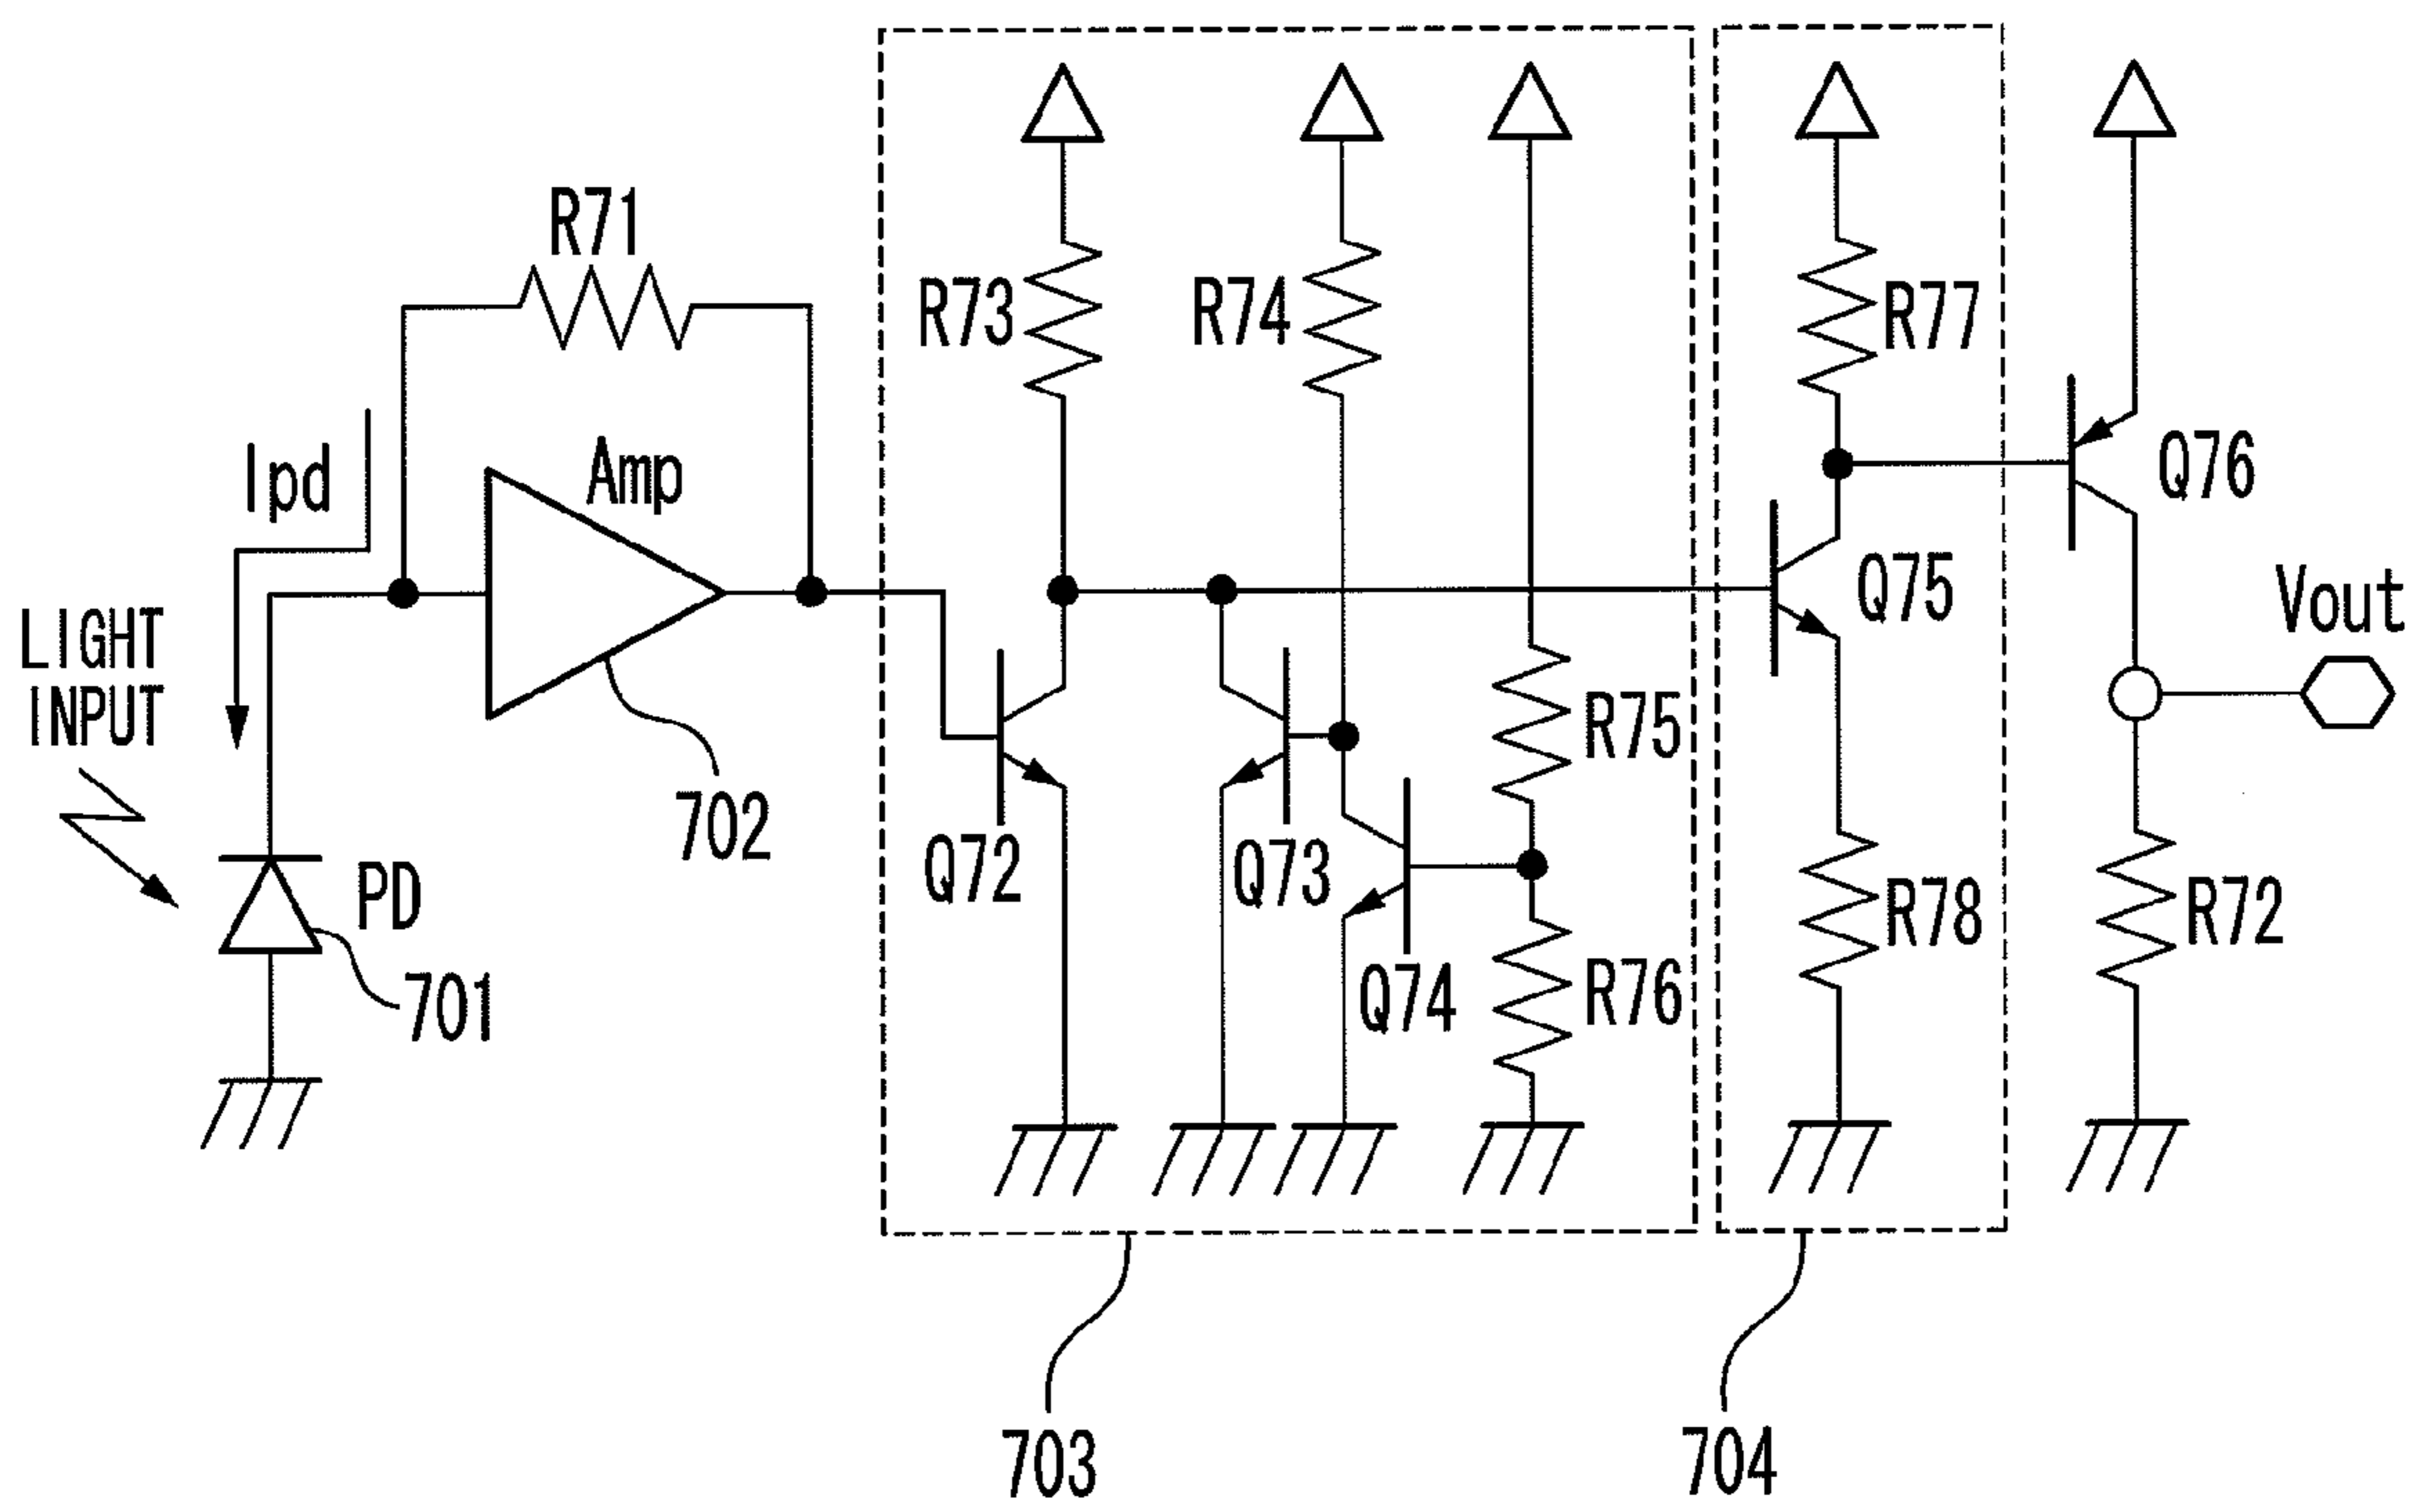 R71
R73
R74
R77
Ipd
Amp
Q76
Q75
Vout
LIGHT
INPUT
R75
702
Q72
Q73
PD
R78
R72
701
Q74
R76
703
704